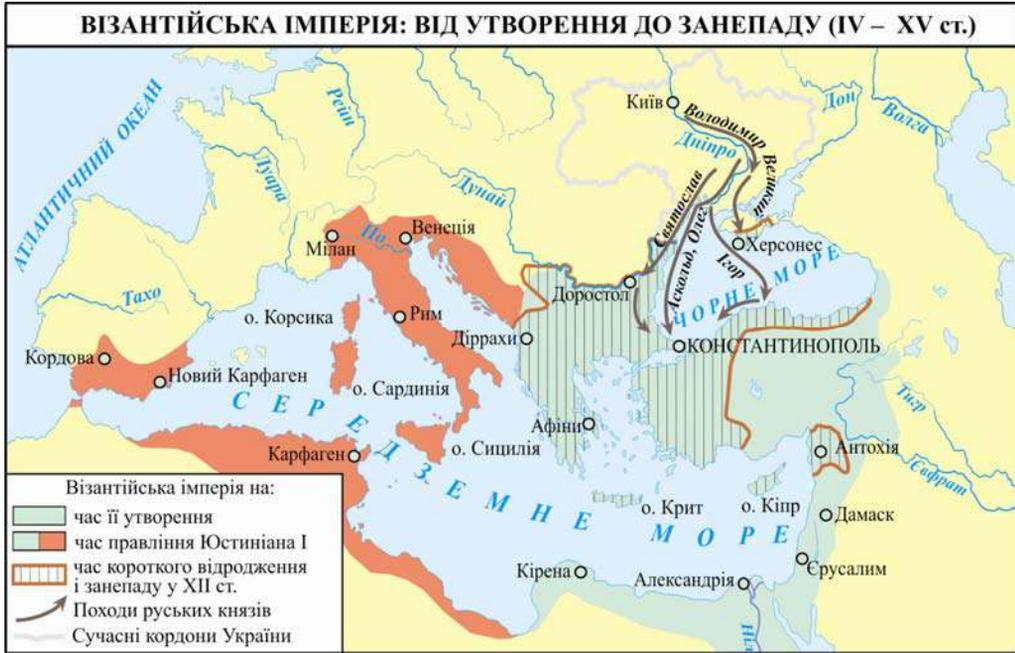 ВІЗАНТІЙСЬКА ІМПЕРІЯ: ВІД УТВОРЕННЯ ДО ЗАНЕПАДУ (IV – XV ст.)
АТЛАНТИЧНИЙ ОКЕАН
Рейн
Луара
Київ
Володимир Великий
Дніпро
Дон
Волга
Дунай
Святослав
Аскольд, Олег
Ігор
Херсонес
ЧОРНЕ МОРЕ
Мілан
По
Венеція
Доростол
Тахо
о. Корсика
Рим
Діррахи
КОНСТАНТИНОПОЛЬ
Кордова
Новий Карфаген
о. Сардинія
СЕРЕДЗЕМНЕ МОРЕ
Афіни
Тигр
Карфаген
о. Сицилія
Антохія
Євфрат
о. Крит
о. Кіпр
Дамаск
Кірена
Александрія
Єрусалим
Ніл
Візантійська імперія на:
час її утворення
час правління Юстиніана I
час короткого відродження
і занепаду у XII ст.
Походи руських князів
Сучасні кордони України